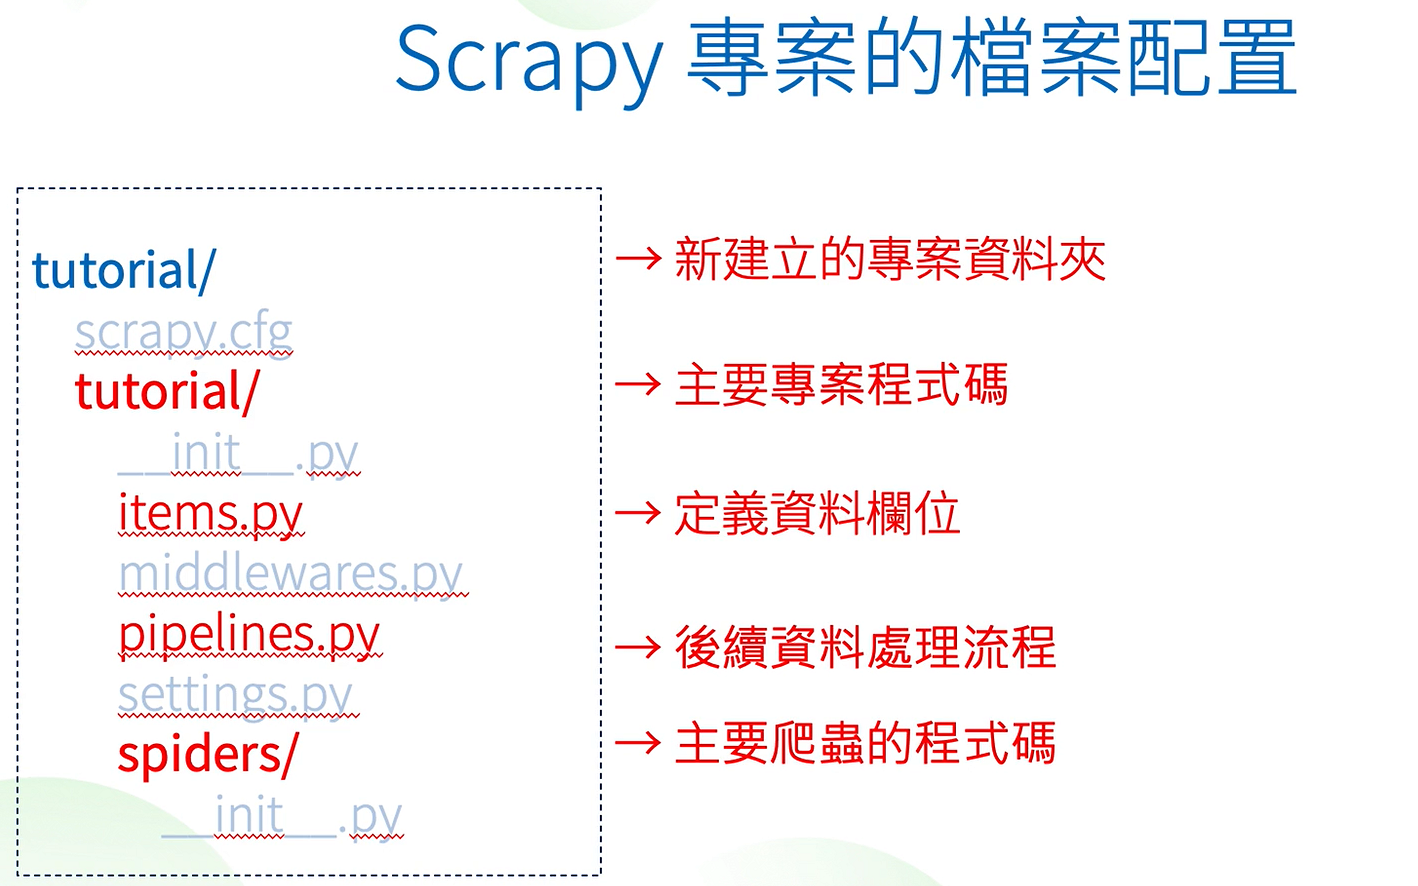 Scrapy 專案的檔案配置
tutorial/
→ 新建立的專案資料夾
scrapy.cfg
tutorial/
→ 主要專案程式碼
__init__.py
items.py
→ 定義資料欄位
middlewares.py
pipelines.py
→ 後續資料處理流程
settings.py
spiders/
→ 主要爬蟲的程式碼
__init__.py